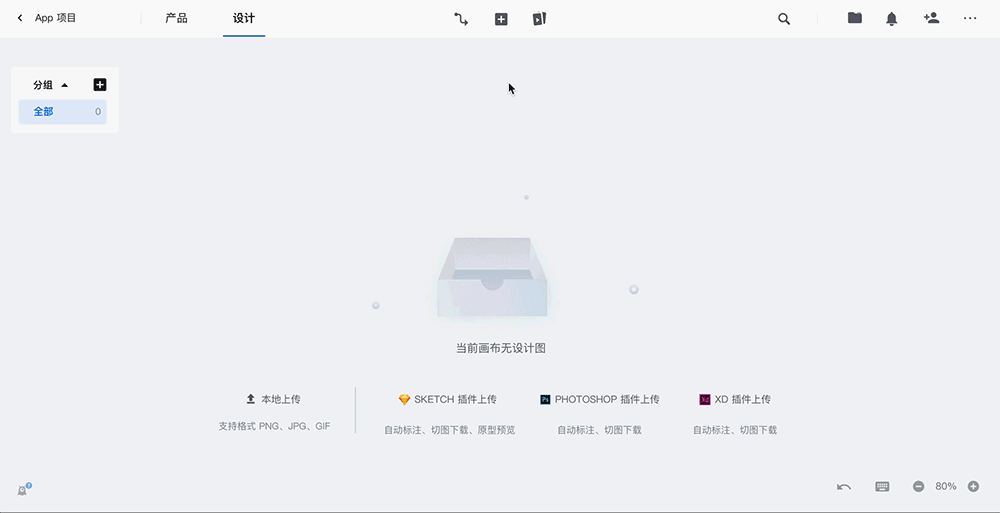 App 项目
产品
设计
分组
全部 0
当前画布无设计图
本地上传
支持格式 PNG、JPG、GIF
SKETCH 插件上传
自动标注、切图下载、原型预览
Ps PHOTOSHOP 插件上传
自动标注、切图下载
Xd XD 插件上传
自动标注、切图下载
80%